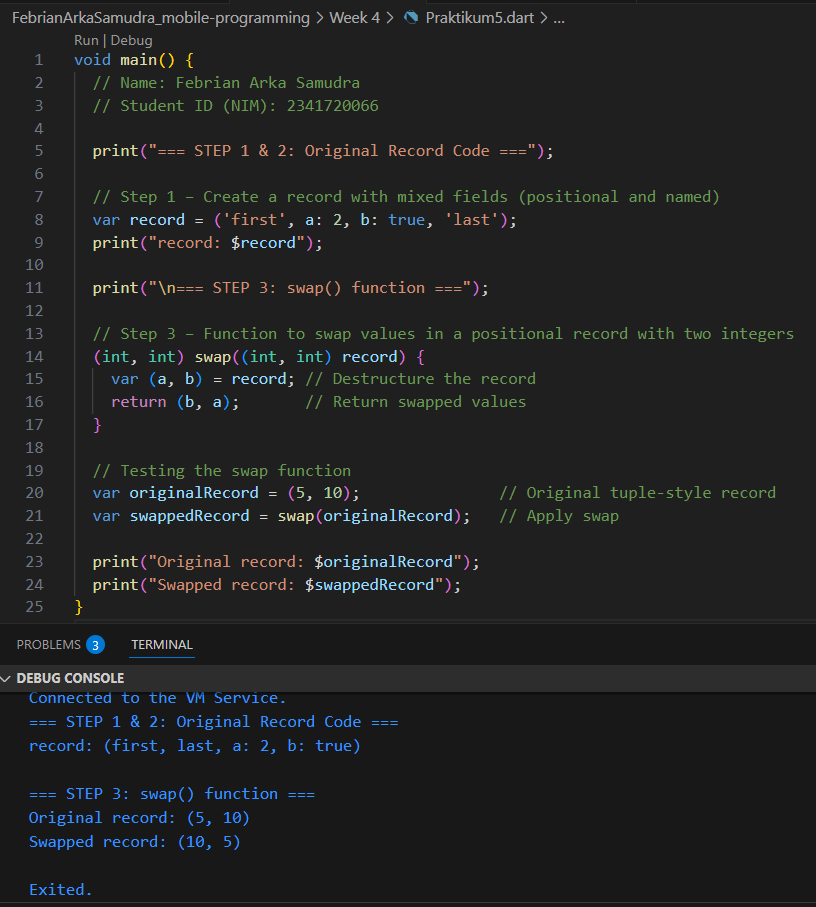 FebrianArkaSamudra_mobile-programming > Week 4 > Praktikum5.dart > ...
Run | Debug
1 void main() {
2   // Name: Febrian Arka Samudra
3   // Student ID (NIM): 2341720066
4
5   print("=== STEP 1 & 2: Original Record Code ===");
6
7   // Step 1 – Create a record with mixed fields (positional and named)
8   var record = ('first', a: 2, b: true, 'last');
9   print("record: $record");
10
11   print("\n=== STEP 3: swap() function ===");
12
13   // Step 3 – Function to swap values in a positional record with two integers
14   (int, int) swap((int, int) record) {
15     var (a, b) = record; // Destructure the record
16     return (b, a);       // Return swapped values
17   }
18
19   // Testing the swap function
20   var originalRecord = (5, 10);               // Original tuple-style record
21   var swappedRecord = swap(originalRecord);   // Apply swap
22
23   print("Original record: $originalRecord");
24   print("Swapped record: $swappedRecord");
25 }
PROBLEMS 3 TERMINAL
DEBUG CONSOLE
Connected to the VM Service.
=== STEP 1 & 2: Original Record Code ===
record: (first, last, a: 2, b: true)

=== STEP 3: swap() function ===
Original record: (5, 10)
Swapped record: (10, 5)

Exited.